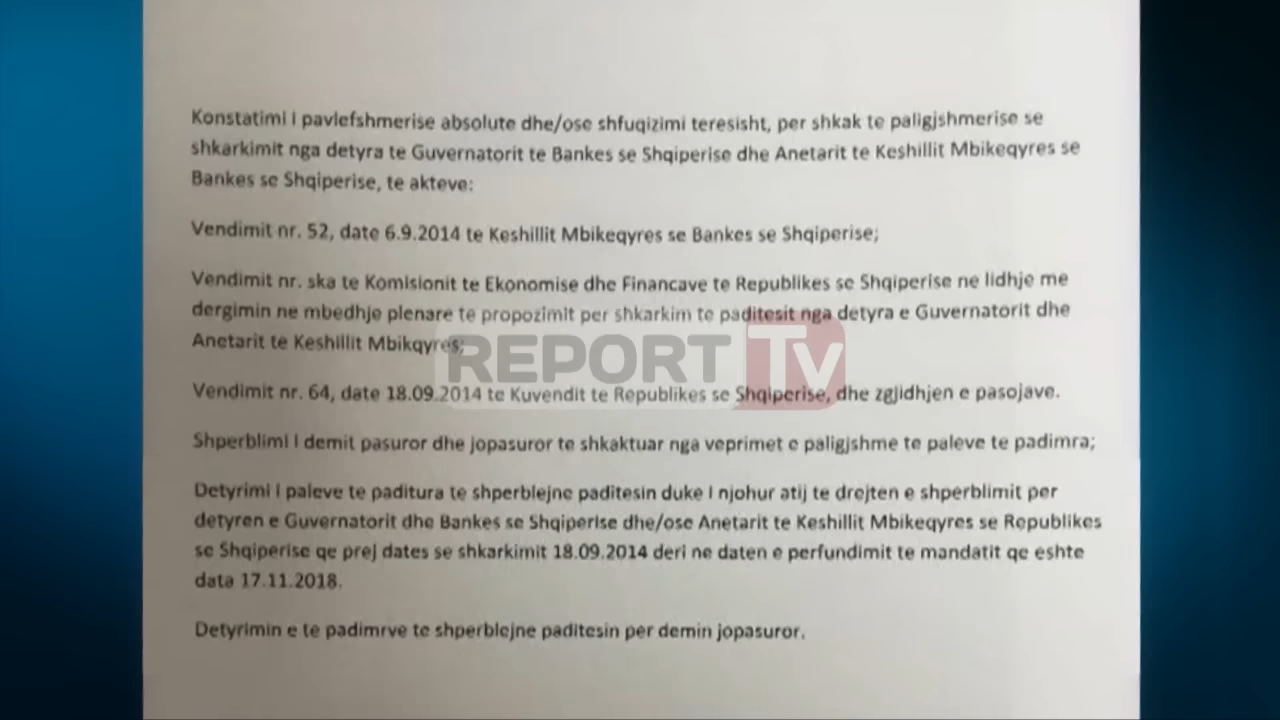 Konstatimi i pavlefshmerise absolute dhe/ose shfuqizimi teresisht, per shkak te paligjshmerise se
shkarkimit nga detyra te Guvernatorit te Bankes se Shqiperise dhe Anetarit te Keshillit Mbikeqyres se
Bankes se Shqiperise, te akteve:
Vendimit nr. 52, date 6.9.2014 te Keshillit Mbikeqyres se Bankes se Shqiperise;
Vendimit nr. ska te Komisionit te Ekonomise dhe Financave te Republikes se Shqiperise ne lidhje me
dergimin ne mbedhje plenare te propozimit per shkarkim te paditesit nga detyra e Guvernatorit dhe
Anetarit te Keshillit Mbikqyres;
REPORT Tv
Vendimit nr. 64, date 18.09.2014 te Kuvendit te Republikes se Shqiperise, dhe zgjidhjen e pasojave.
Shperblimi i demit pasuror dhe jopasuror te shkaktuar nga veprimet e paligjshme te paleve te padimra;
Detyrimi i paleve te paditura te shperblejne paditesin duke i njohur atij te drejten e shperblimit per
detyren e Guvernatorit dhe Bankes se Shqiperise dhe/ose Anetarit te Keshillit Mbikeqyres se Republikes
se Shqiperise qe prej dates se shkarkimit 18.09.2014 deri ne daten e perfundimit te mandatit qe eshte
data 17.11.2018.
Detyrimin e te padimrve te shperblejne paditesin per demin jopasuror.